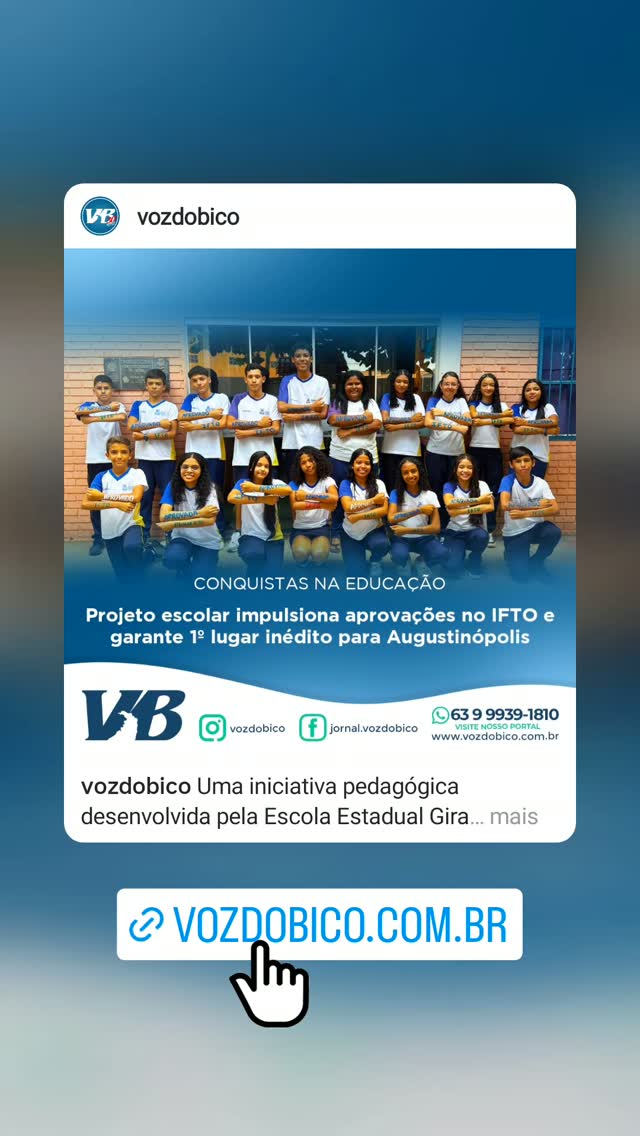 VB
vozdobico
CONQUISTAS NA EDUCAÇÃO
Projeto escolar impulsiona aprovações no IFTO e
garante 1º lugar inédito para Augustinópolis
VB
vozdobico
jornal.vozdobico
63 9 9939-1810
VISITE NOSSO PORTAL
www.vozdobico.com.br
vozdobico Uma iniciativa pedagógica
desenvolvida pela Escola Estadual Gira... mais
VOZDOBICO.COM.BR